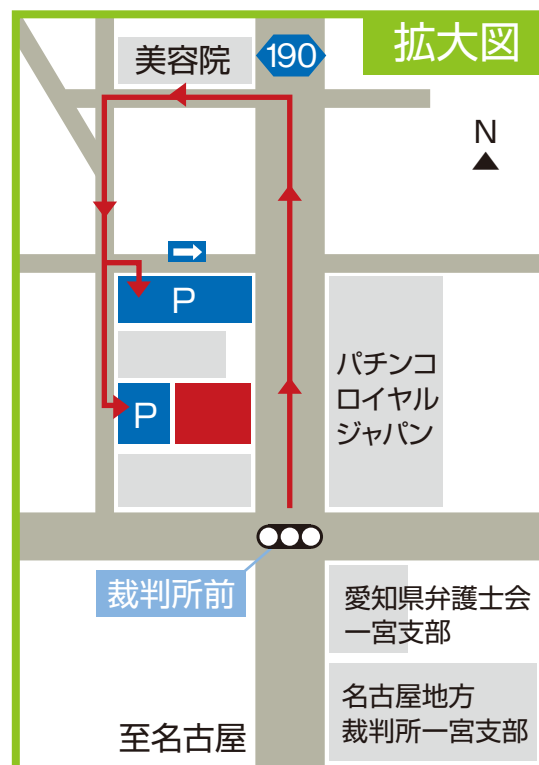 拡大図
美容院
190
N
P
パチンコ
ロイヤル
ジャパン
P
裁判所前
愛知県弁護士会
一宮支部
名古屋地方
裁判所一宮支部
至名古屋